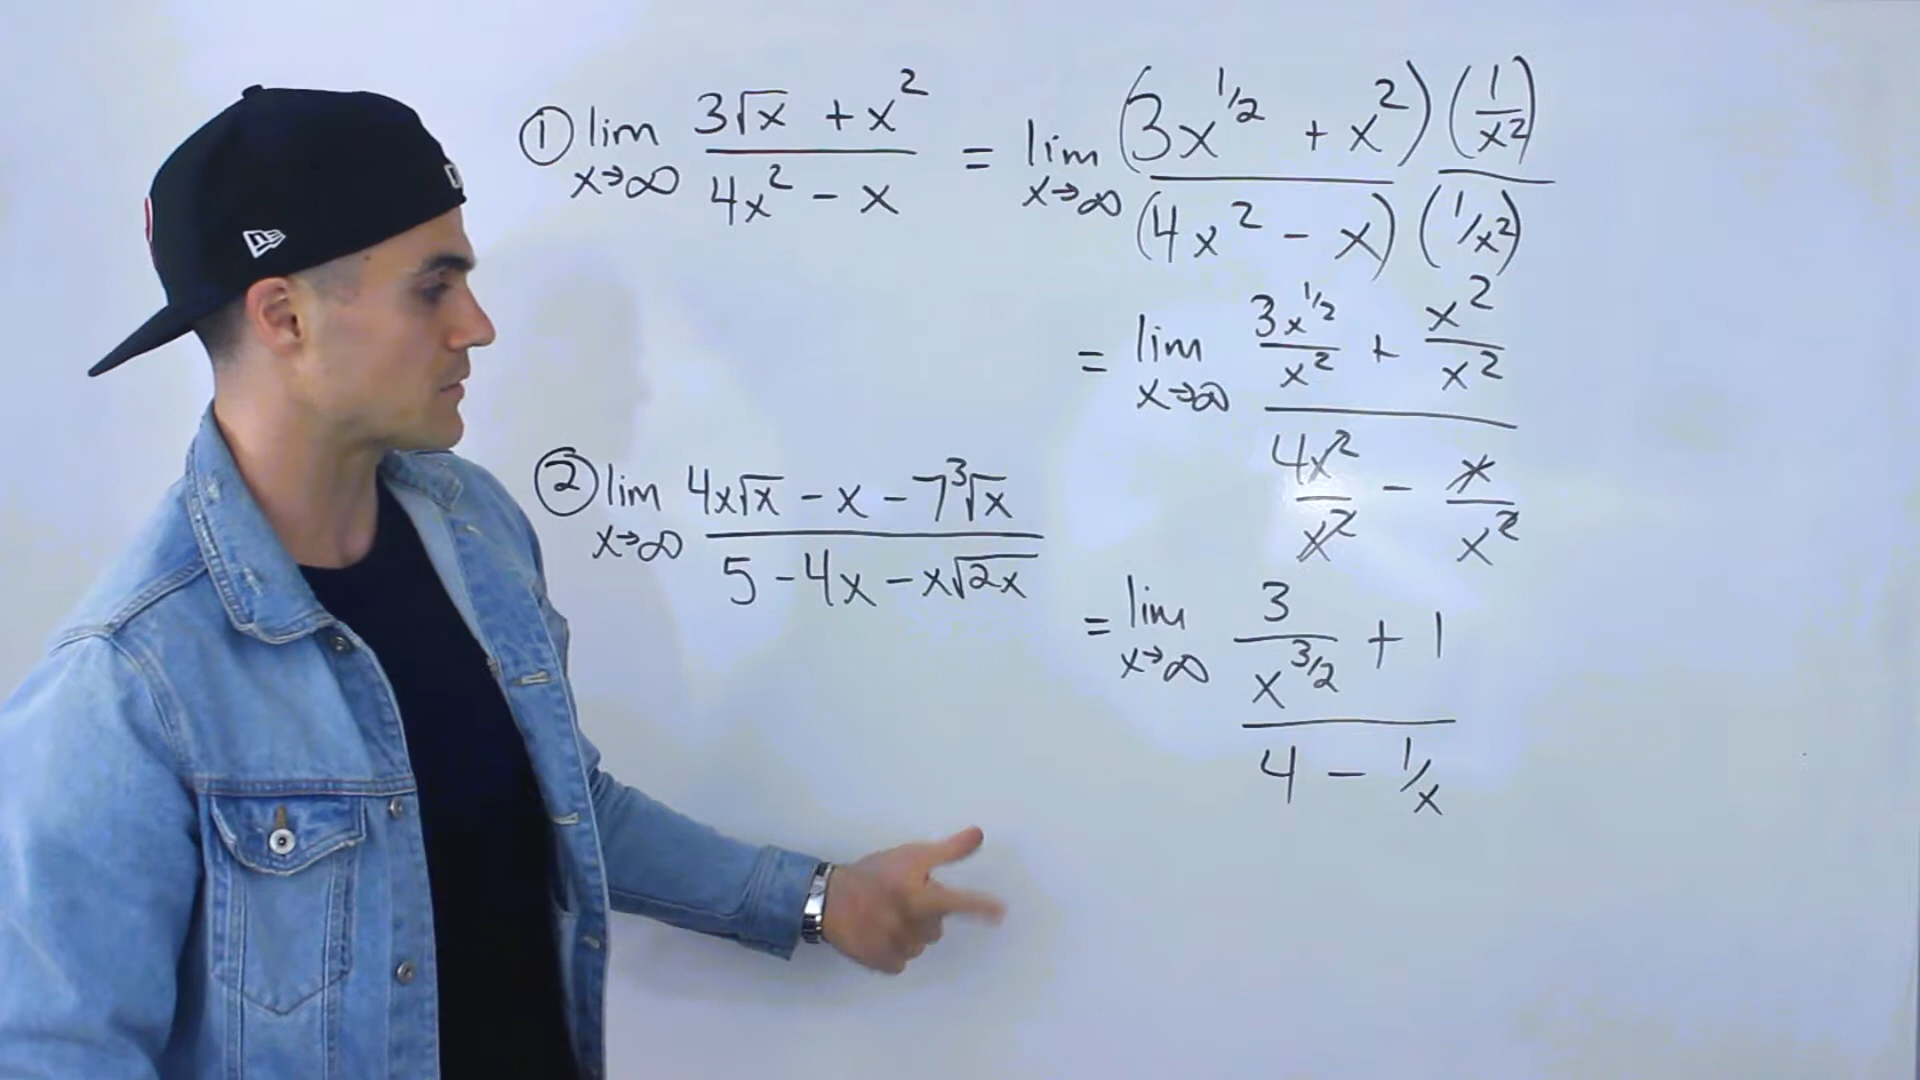 ① lim x→∞ (3√x + x²)/(4x² - x) = lim x→∞ (3x^1/2 + x²)(1/x²)/(4x² - x)(1/x²)
= lim x→∞ (3x^1/2/x² + x²/x²)/(4x²/x² - x/x²)
② lim x→∞ (4x√x - x - 7∛x)/(5 - 4x - x√2x)
= lim x→∞ (3/x^3/2 + 1)/(4 - 1/x)